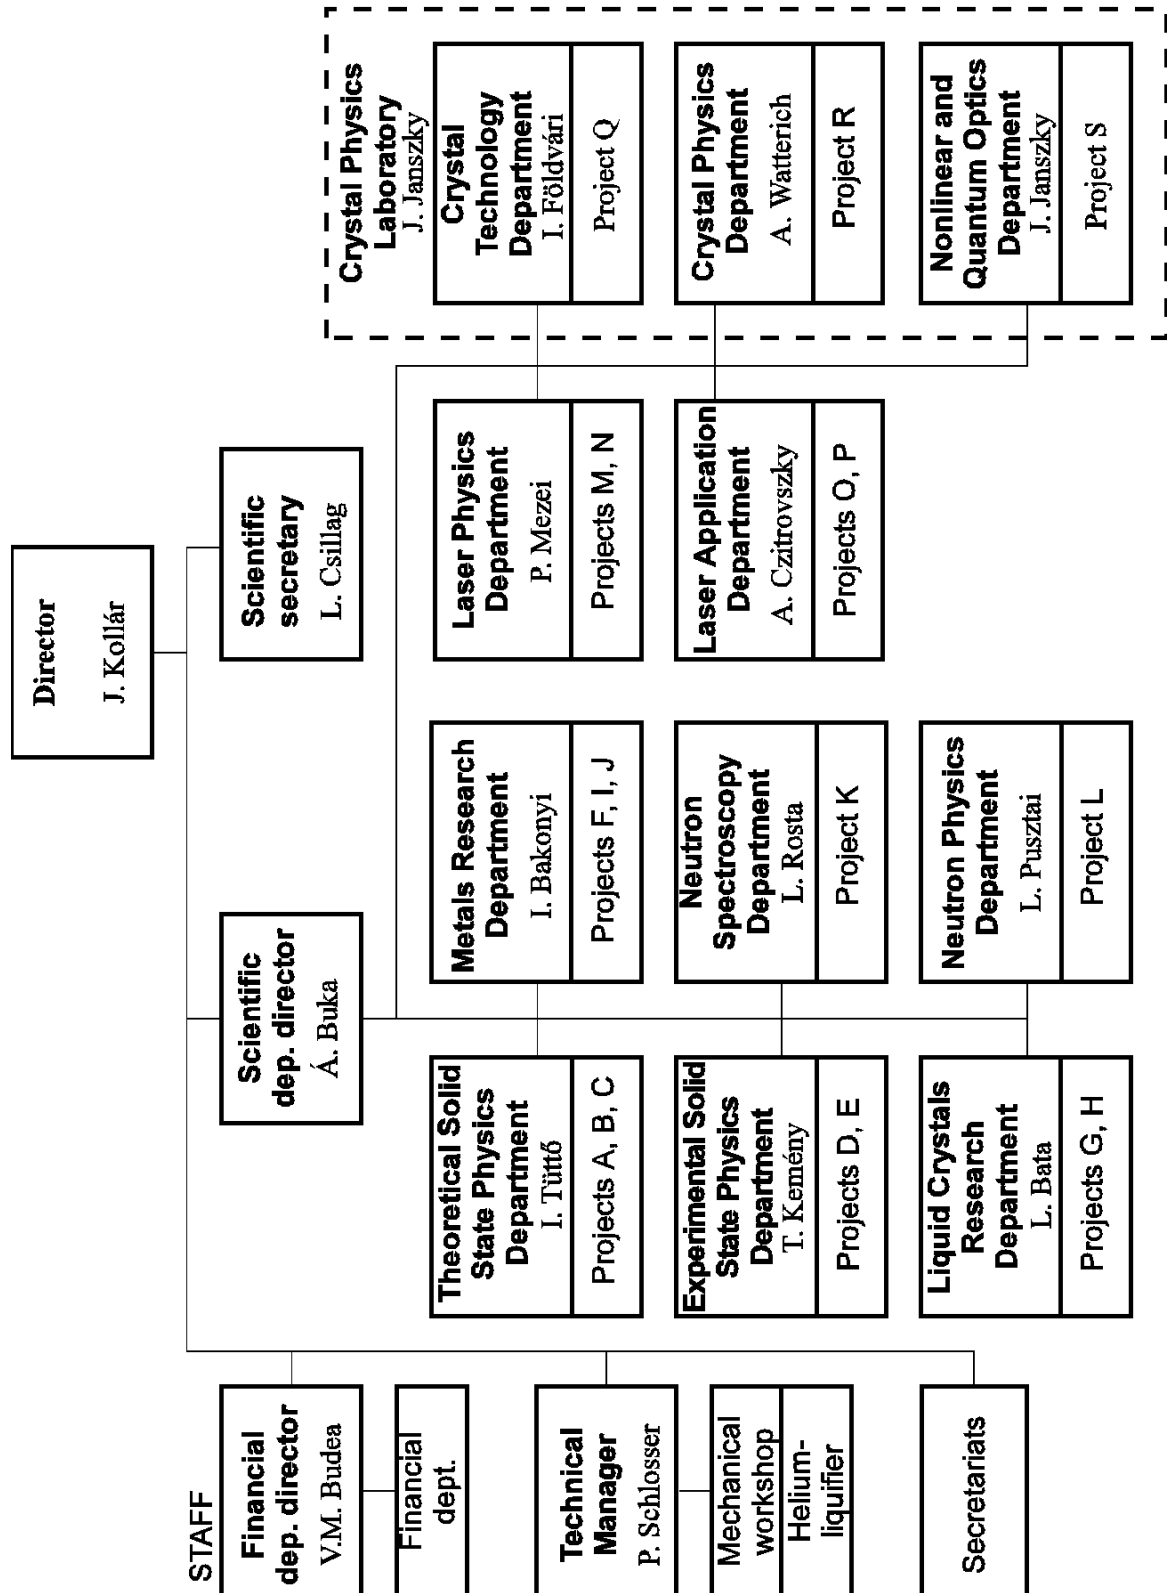 Director
J. Kollár
STAFF
Financial
dep. director
V.M. Budea
Financial
dept.
Technical
Manager
P. Schlosser
Mechanical
workshop
Helium-
liquifier
Secretariats
Scientific
dep. director
Á. Buka
Scientific
secretary
L. Csillag
Theoretical Solid
State Physics
Department
I. Tüttő
Projects A, B, C
Metals Research
Department
I. Bakonyi
Projects F, I, J
Laser Physics
Department
P. Mezei
Projects M, N
Experimental Solid
State Physics
Department
T. Kemény
Projects D, E
Neutron
Spectroscopy
Department
L. Rosta
Project K
Laser Application
Department
A. Czitrovszky
Projects O, P
Liquid Crystals
Research
Department
L. Bata
Projects G, H
Neutron Physics
Department
L. Pusztai
Project L
Crystal Physics
Laboratory
J. Janszky
Crystal
Technology
Department
I. Földvári
Project Q
Crystal Physics
Department
A. Watterich
Project R
Nonlinear and
Quantum Optics
Department
J. Janszky
Project S